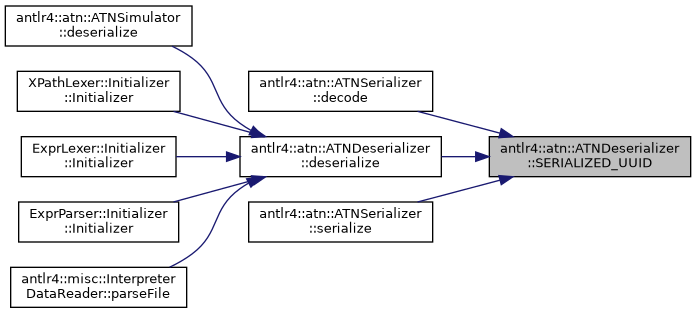 antlr4::atn::ATNSimulator
::deserialize
XPathLexer::Initializer
::Initializer
ExprLexer::Initializer
::Initializer
ExprParser::Initializer
::Initializer
antlr4::misc::Interpreter
DataReader::parseFile
antlr4::atn::ATNSerializer
::decode
antlr4::atn::ATNDeserializer
::deserialize
antlr4::atn::ATNSerializer
::serialize
antlr4::atn::ATNDeserializer
::SERIALIZED_UUID